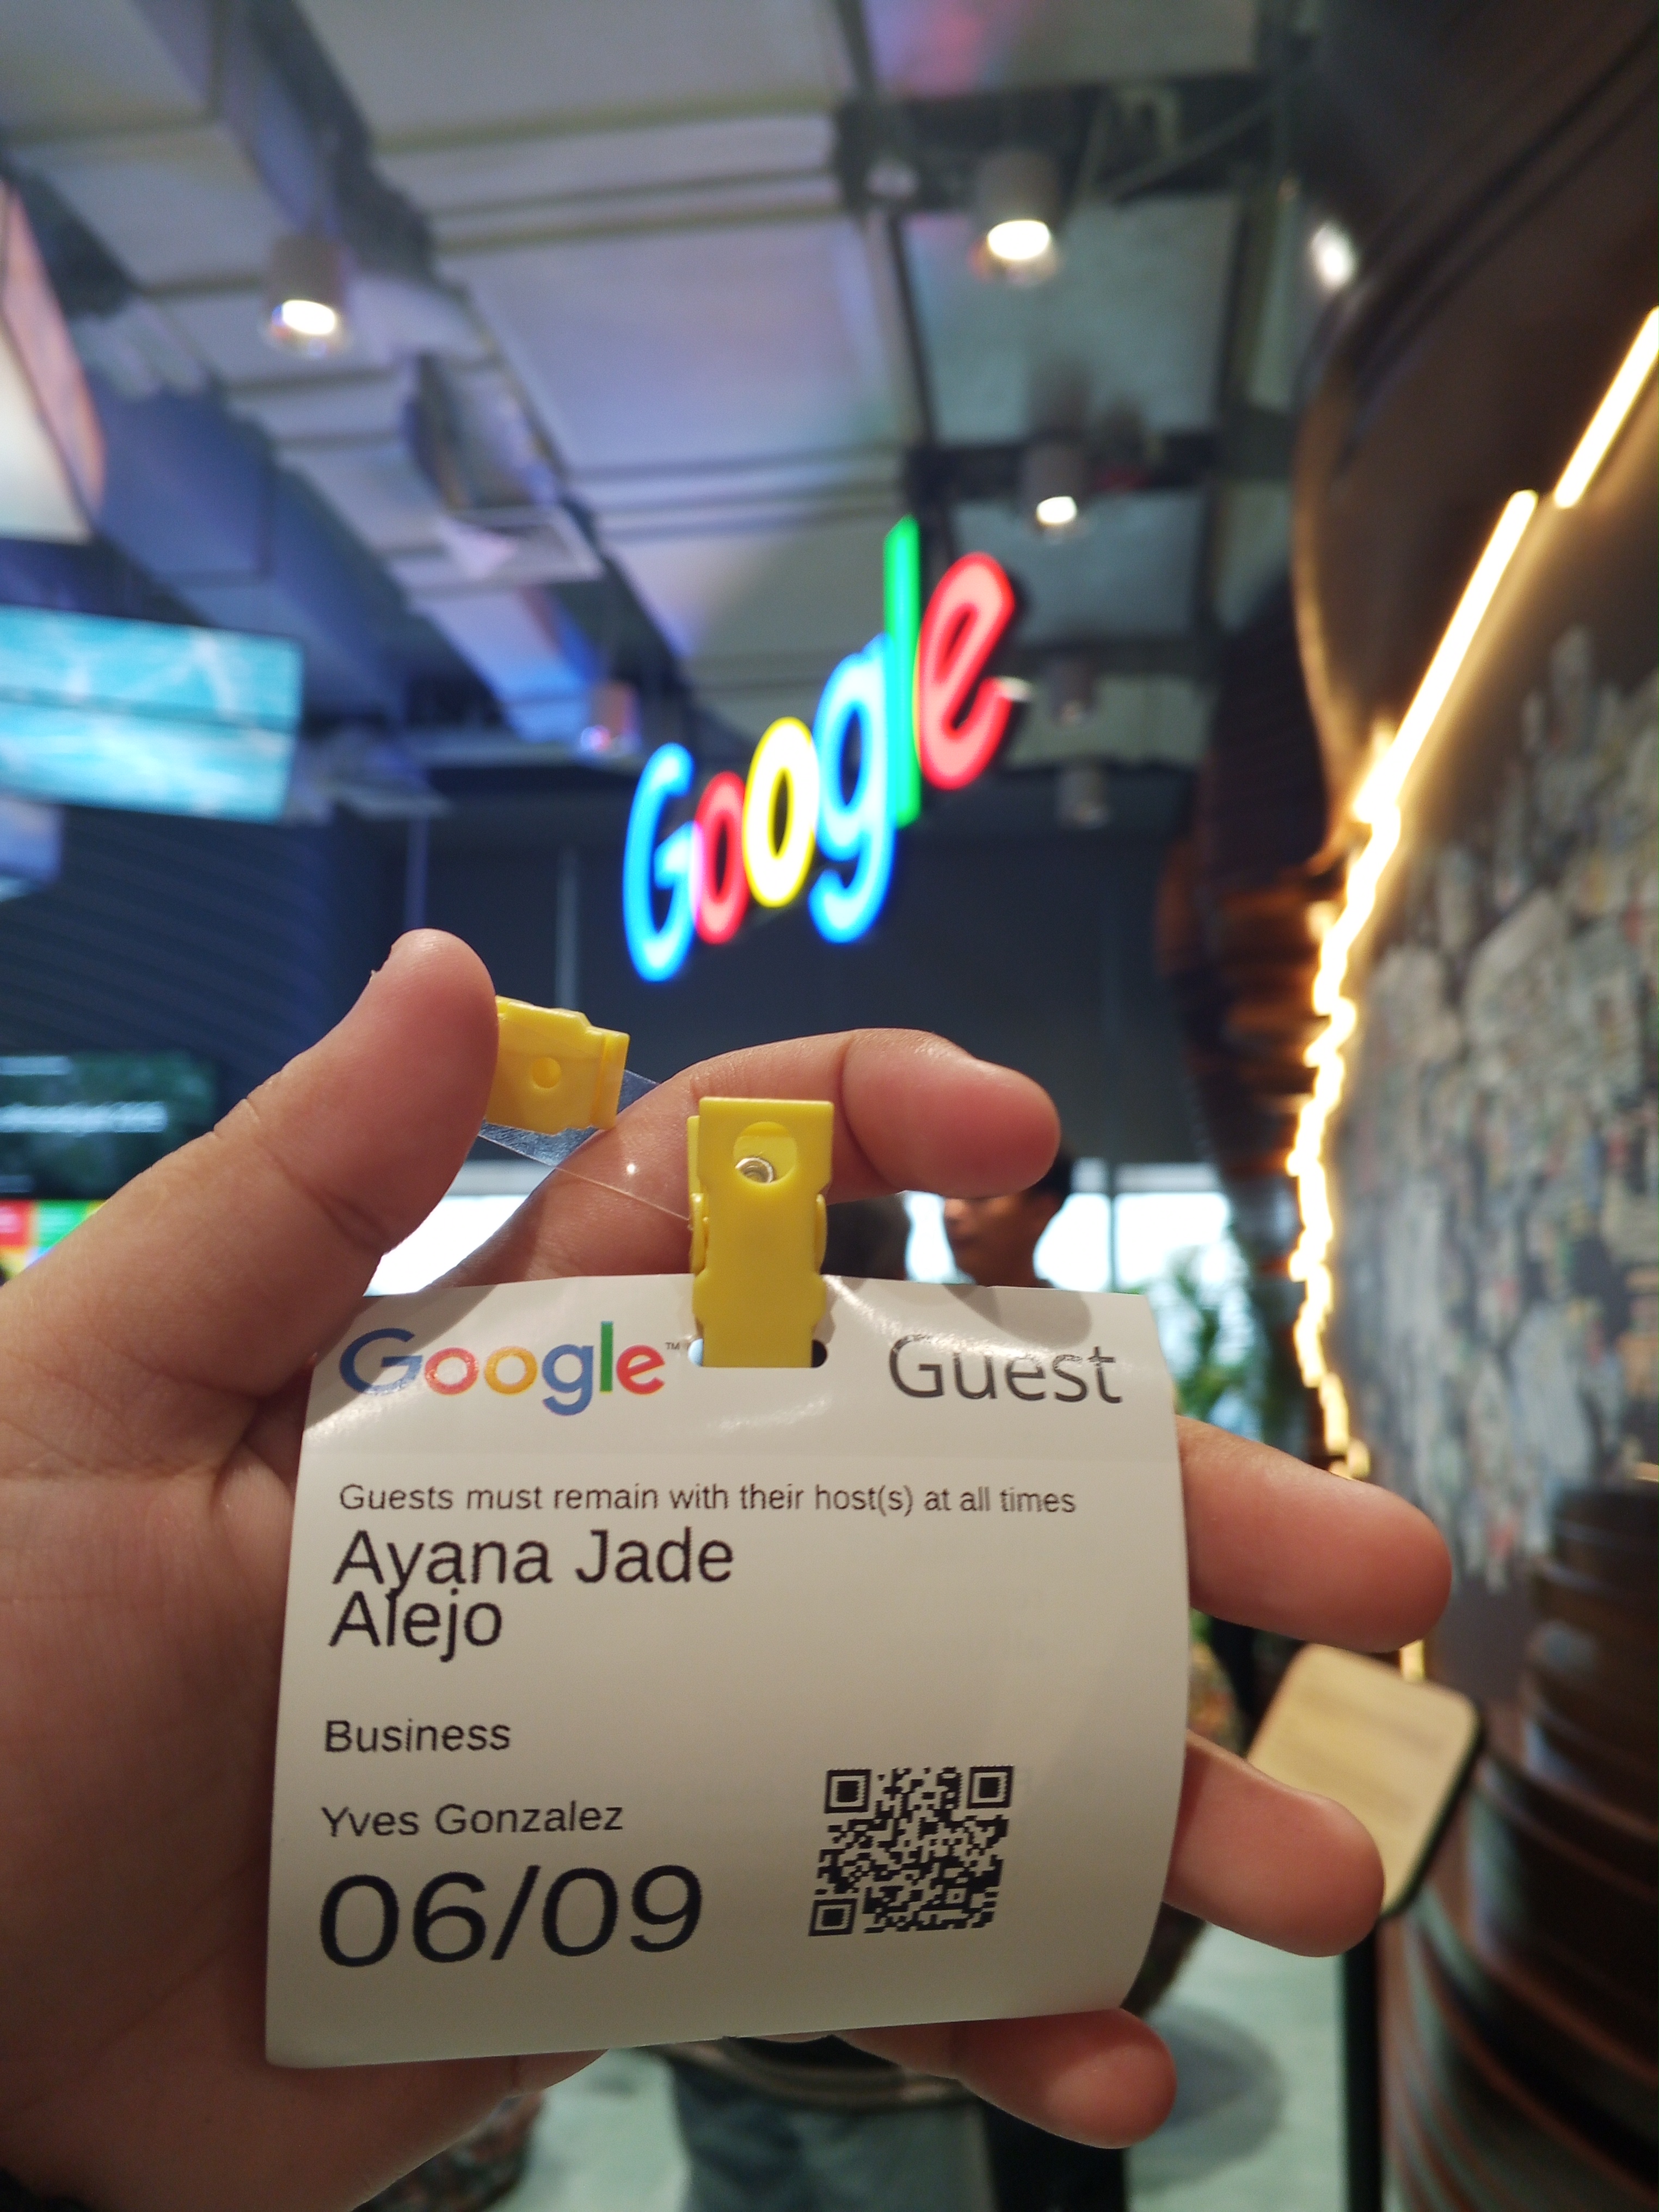 Google
Google™ Guest
Guests must remain with their host(s) at all times
Ayana Jade
Alejo
Business
Yves Gonzalez
06/09